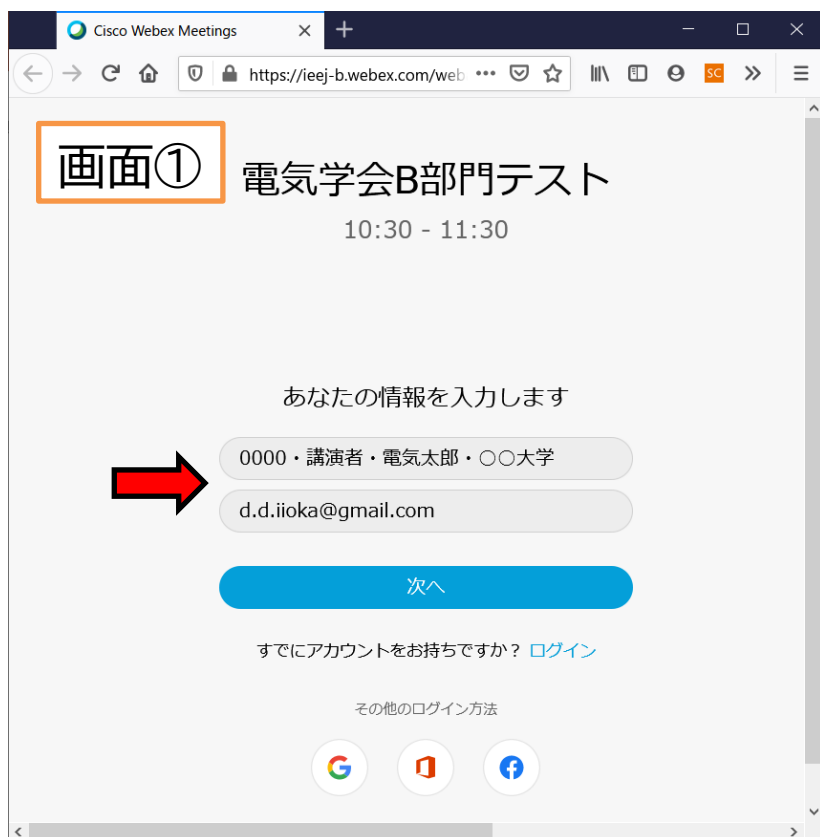 Cisco Webex Meetings
https://ieej-b.webex.com/web
SC
画面①
電気学会B部門テスト
10:30 - 11:30
あなたの情報を入力します
0000・講演者・電気太郎・○○大学
d.d.iioka@gmail.com
次へ
すでにアカウントをお持ちですか？ ログイン
その他のログイン方法